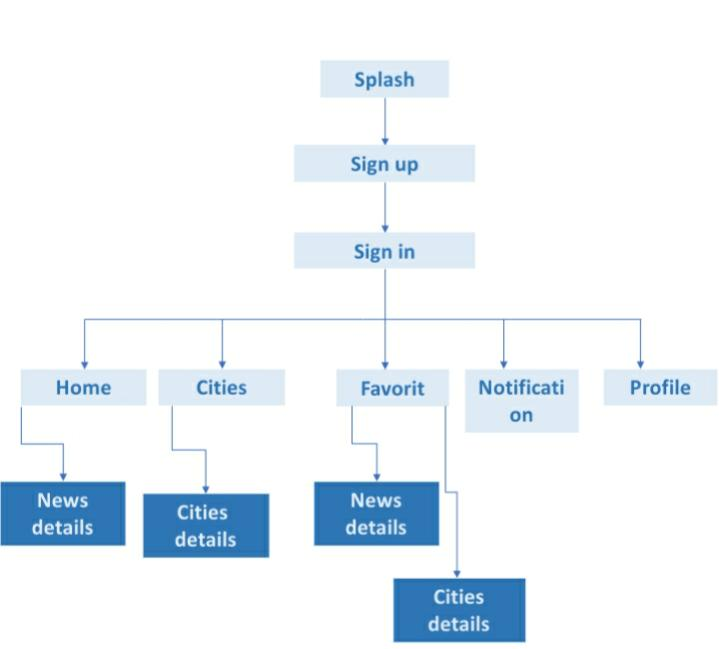 Splash
Sign up
Sign in
Home
Cities
Favorit
Notificati
on
Profile
News
details
Cities
details
News
details
Cities
details